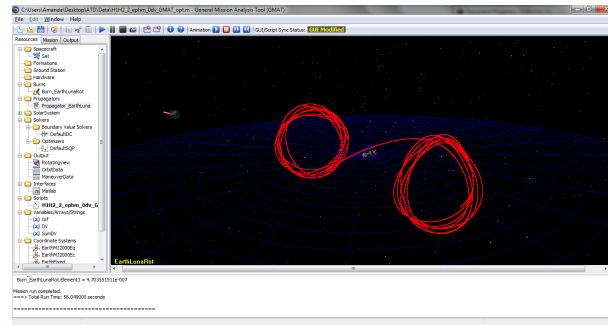 C:\Users\Amanda\Desktop\ATD\Data\H1H2_2_ephm_0dv_GMAT_opt.m - General Mission Analysis Tool (GMAT)
File Edit Window Help
Animation GUI/Script Sync Status: GUI Modified
Resources Mission Output
Spacecraft
Sat
Formations
Ground Station
Hardware
Burns
Burn_EarthLunaRot
Propagators
Propagator_EarthLuna
SolarSystem
Solvers
Boundary Value Solvers
DefaultDC
Optimizers
DefaultSQP
Output
Rotatingview
OrbitData
ManeuverData
Interfaces
Matlab
Scripts
H1H2_2_ephm_0dv_G
Variables/Arrays/Strings
(x) tof
(x) DV
(x) SumDV
Coordinate Systems
EarthMJ2000Eq
EarthMJ2000Ec
EarthFixed
EarthLunaRot
Burn_EarthLunaRot.Element3 = 4.703551511e-007
Mission run completed.
===> Total Run Time: 56.049000 seconds
========================================